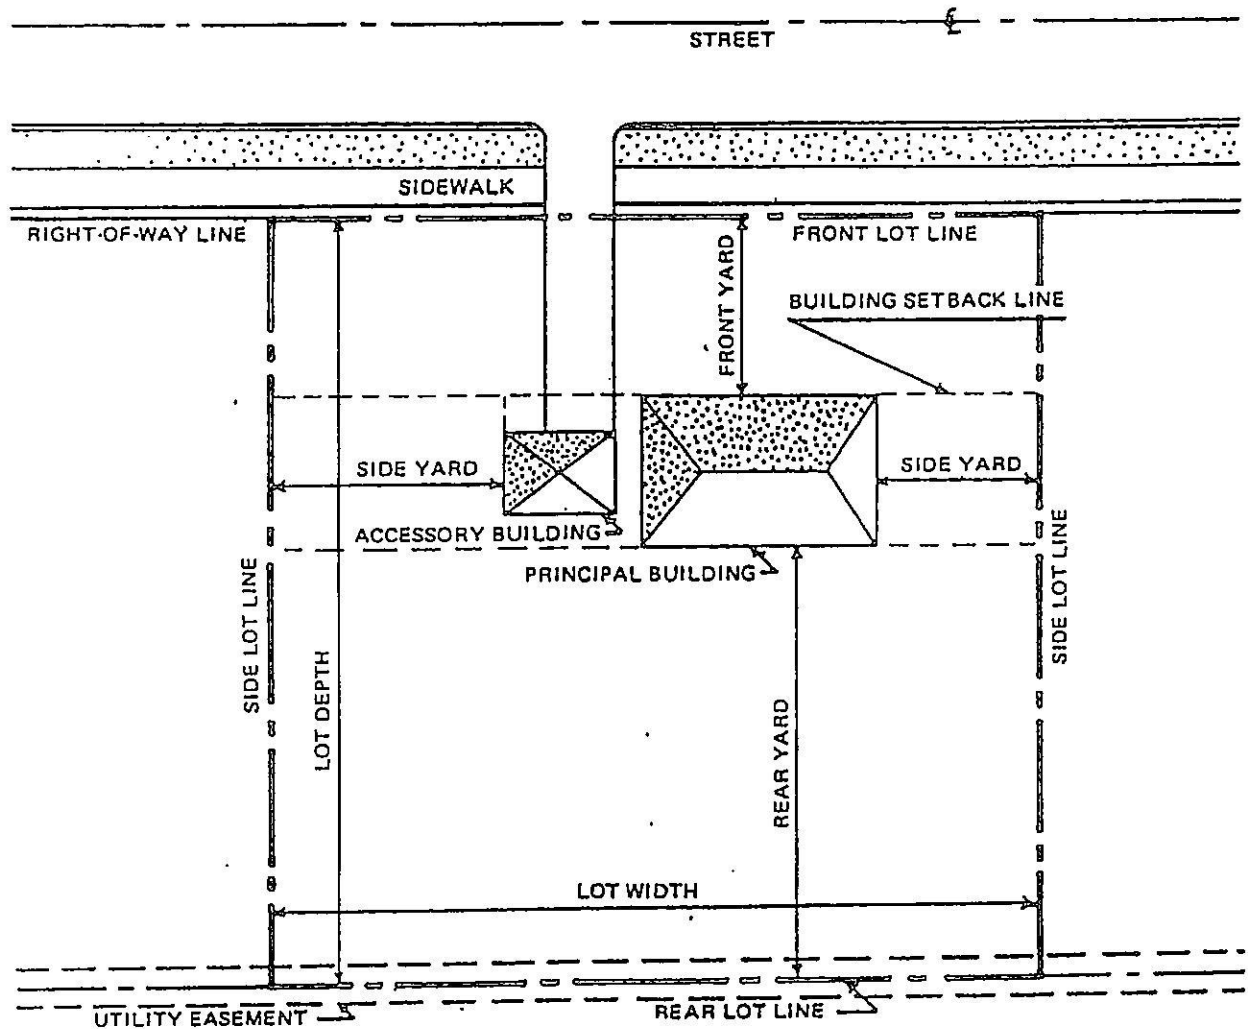 ℄
STREET
SIDEWALK
RIGHT-OF-WAY LINE
FRONT LOT LINE
FRONT YARD
BUILDING SETBACK LINE
SIDE YARD
SIDE YARD
ACCESSORY BUILDING
PRINCIPAL BUILDING
SIDE LOT LINE
SIDE LOT LINE
LOT DEPTH
REAR YARD
LOT WIDTH
UTILITY EASEMENT
REAR LOT LINE